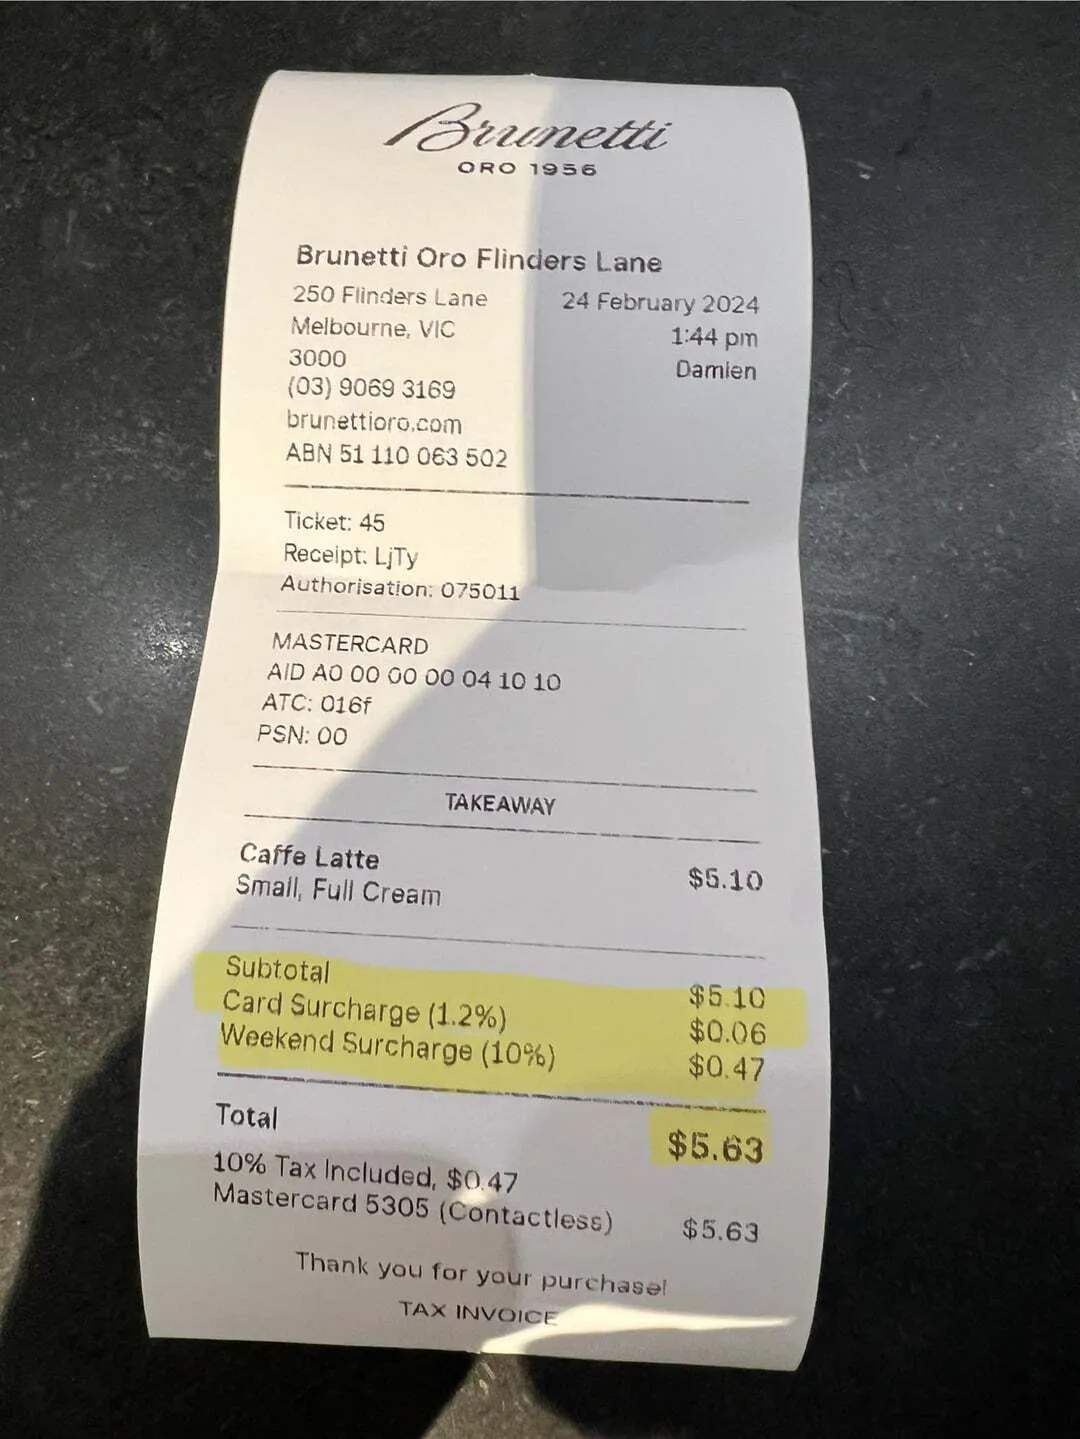 Brunetti
ORO 1956
Brunetti Oro Flinders Lane
250 Flinders Lane
Melbourne, VIC
3000
(03) 9069 3169
brunettioro.com
ABN 51 110 063 502
24 February 2024
1:44 pm
Damien
Ticket: 45
Receipt: LjTy
Authorisation: 075011
MASTERCARD
AID A0 00 00 00 04 10 10
ATC: 016f
PSN: 00
TAKEAWAY
Caffe Latte $5.10
Small, Full Cream
Subtotal $5.10
Card Surcharge (1.2%) $0.06
Weekend Surcharge (10%) $0.47
Total $5.63
10% Tax Included, $0.47
Mastercard 5305 (Contactless) $5.63
Thank you for your purchase!
TAX INVOICE